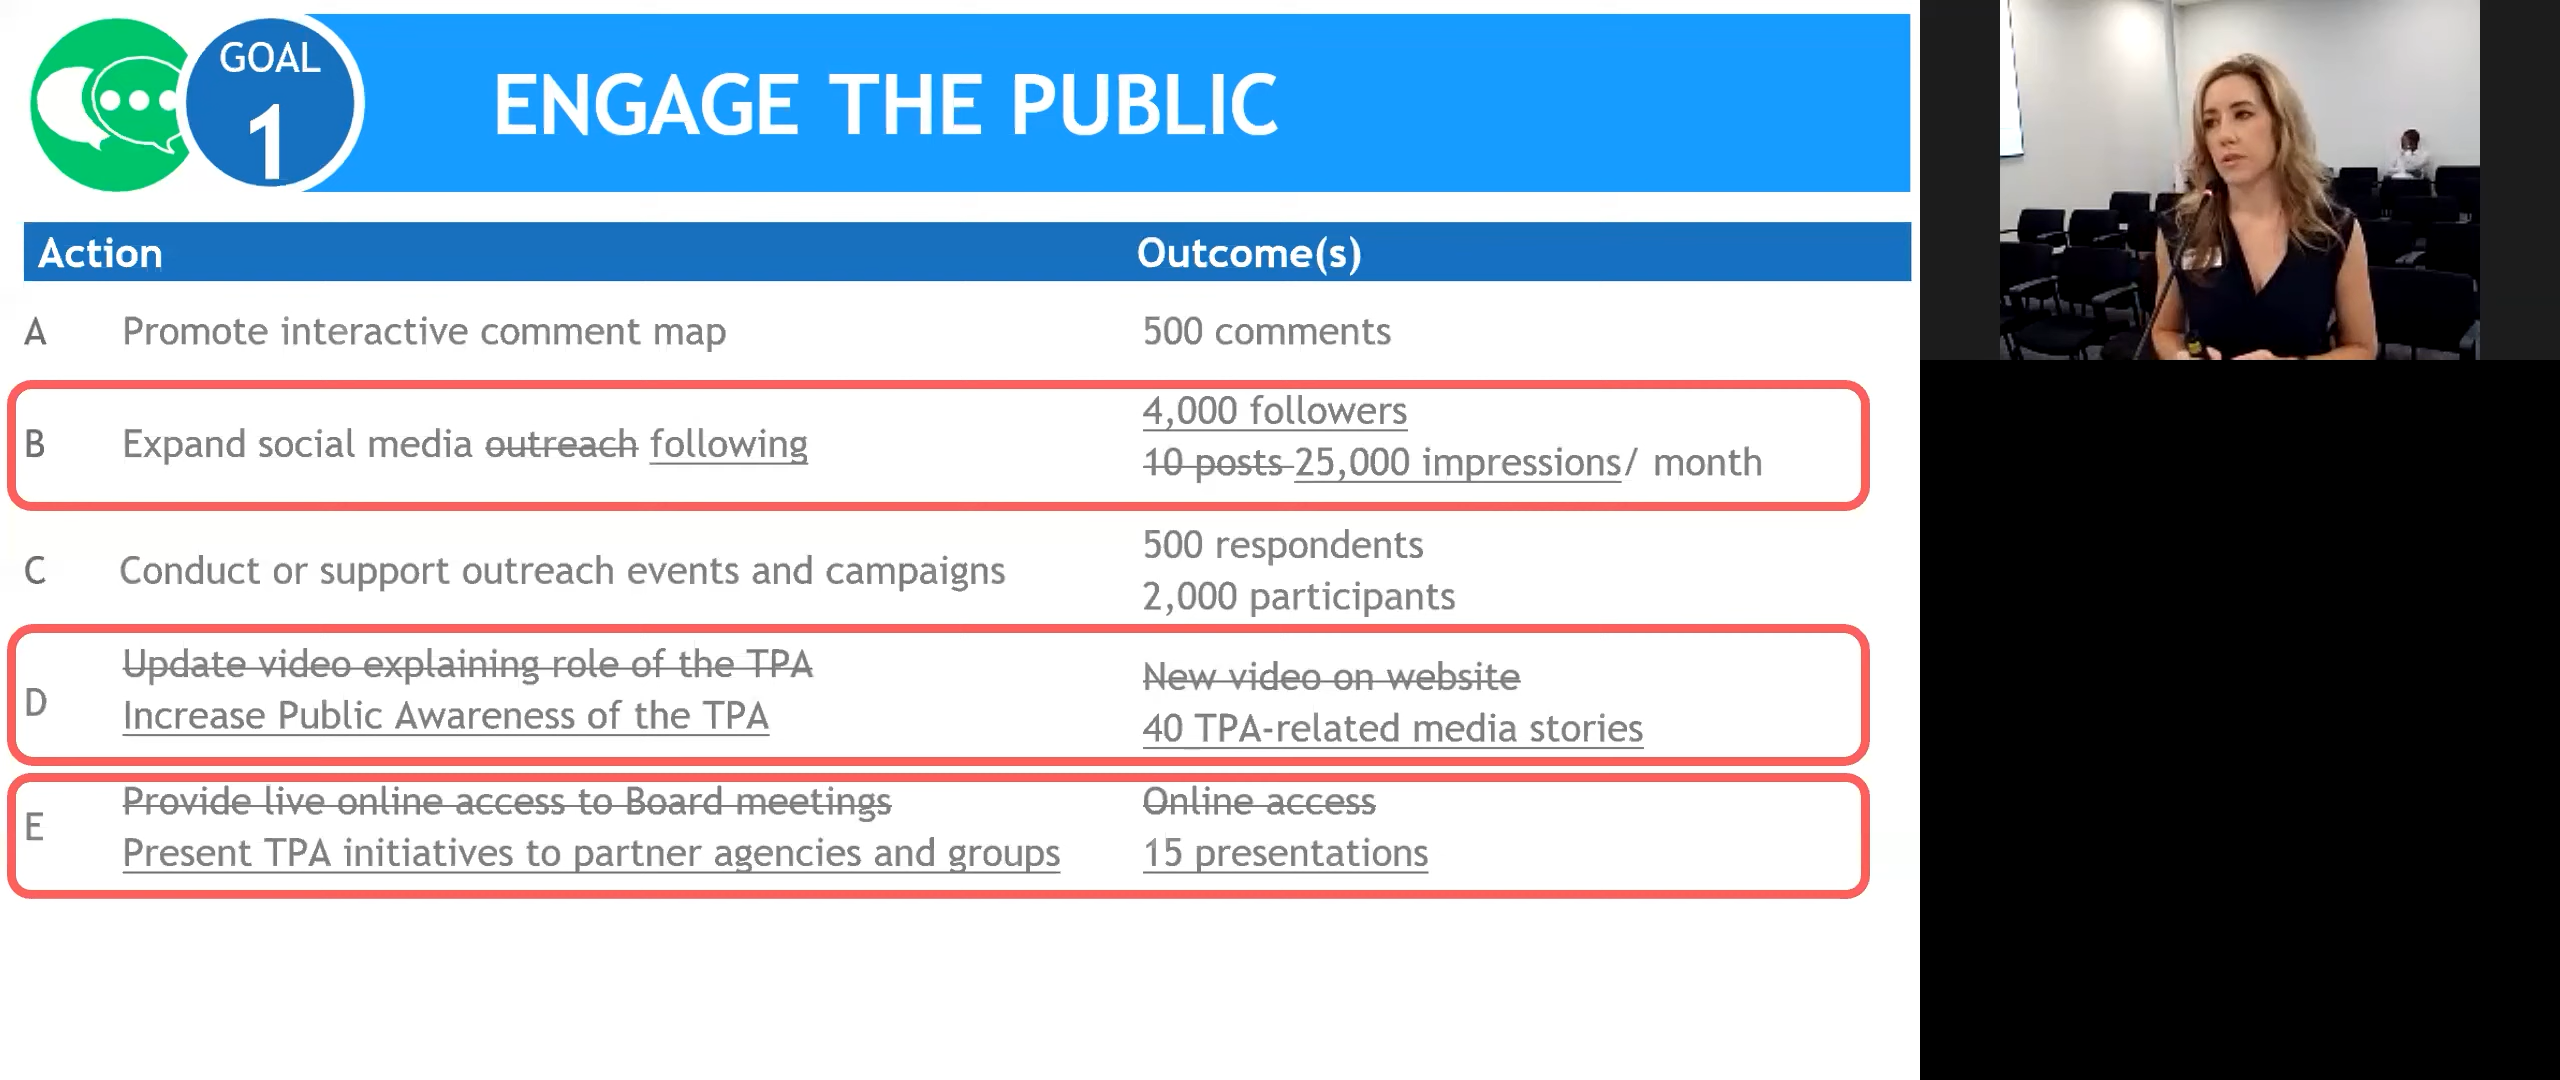 GOAL
1
ENGAGE THE PUBLIC
Action Outcome(s)
A Promote interactive comment map 500 comments
B Expand social media outreach following
4,000 followers
10 posts 25,000 impressions/ month
C Conduct or support outreach events and campaigns
500 respondents
2,000 participants
D
Update video explaining role of the TPA
Increase Public Awareness of the TPA
New video on website
40 TPA-related media stories
E
Provide live online access to Board meetings
Present TPA initiatives to partner agencies and groups
Online access
15 presentations